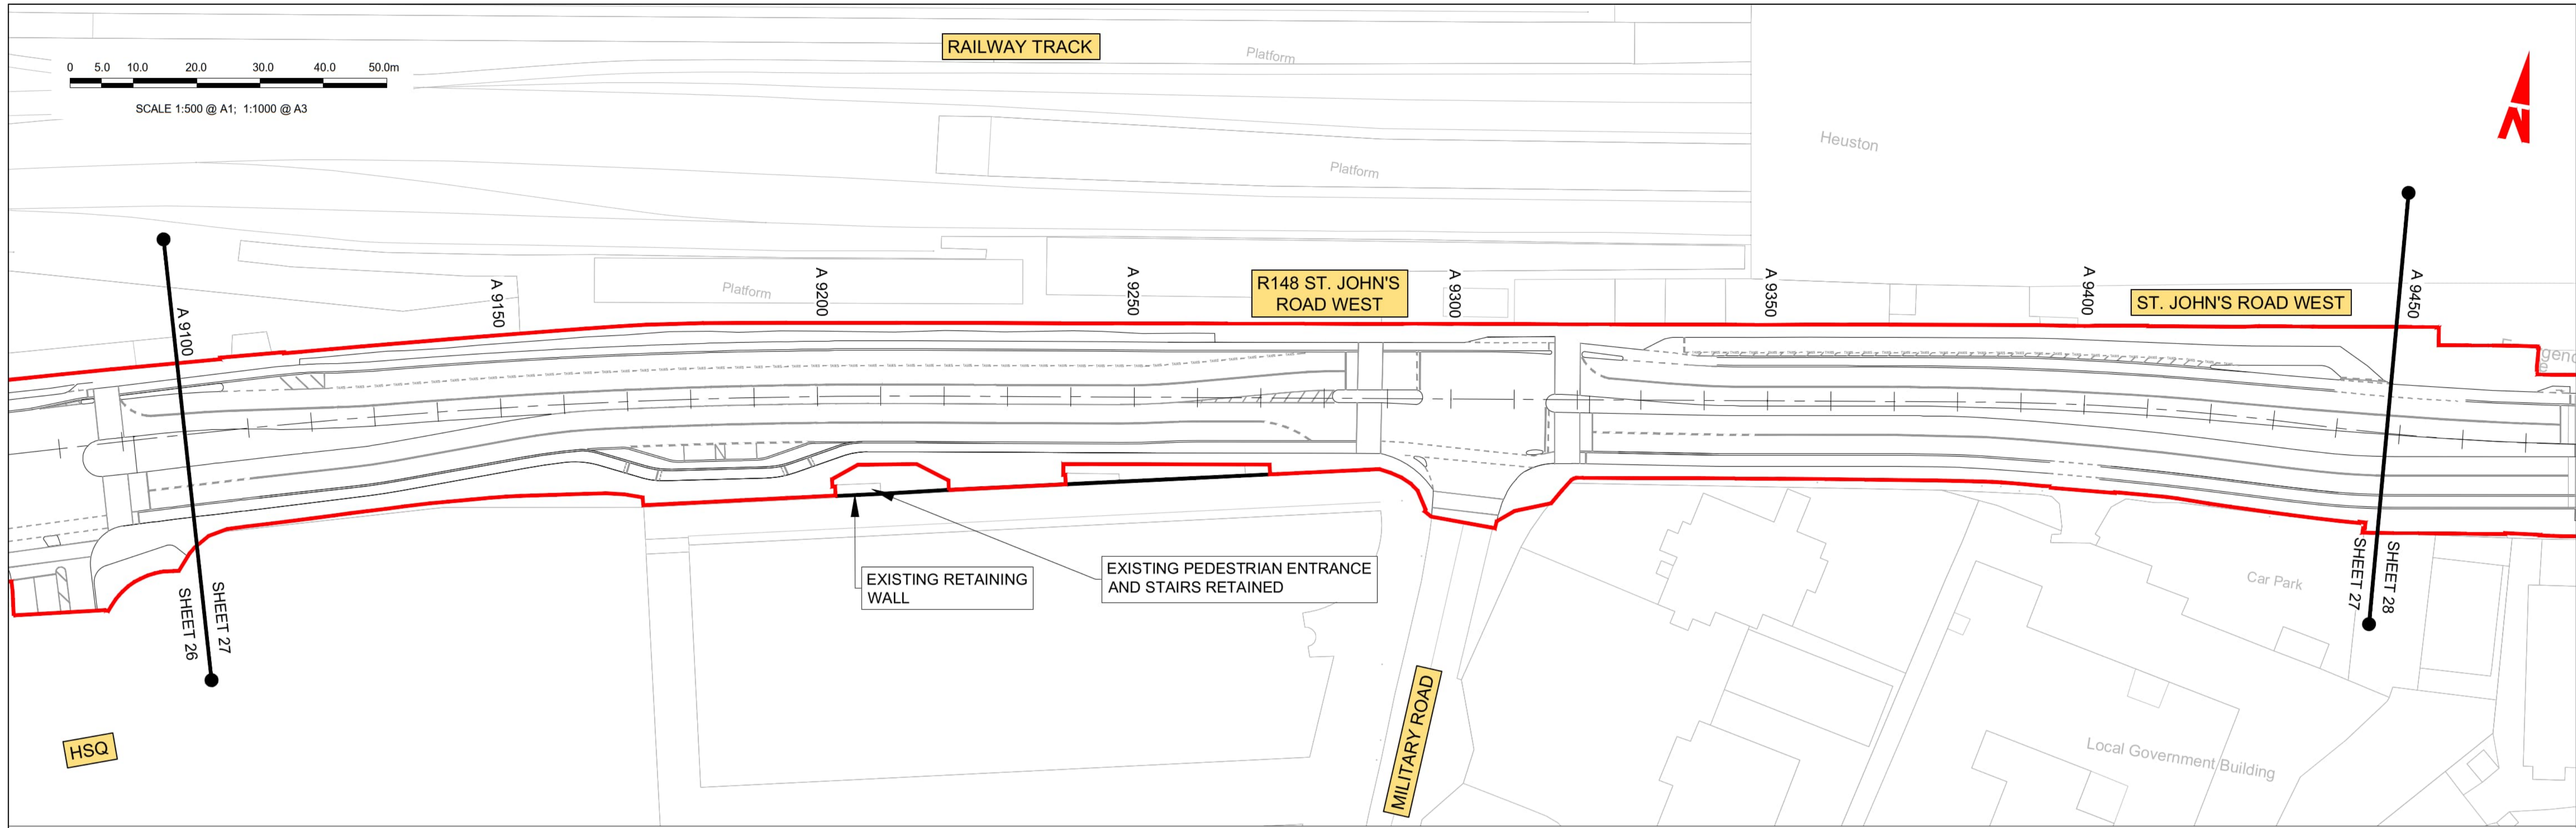 RAILWAY TRACK
Platform
0 5.0 10.0 20.0 30.0 40.0 50.0m
SCALE 1:500 @ A1; 1:1000 @ A3
N
Heuston
Platform
Platform
R148 ST. JOHN'S
ROAD WEST
ST. JOHN'S ROAD WEST
A 9100
A 9150
A 9200
A 9250
A 9300
A 9350
A 9400
A 9450
EXISTING RETAINING
WALL
EXISTING PEDESTRIAN ENTRANCE
AND STAIRS RETAINED
SHEET 26
SHEET 27
SHEET 27
SHEET 28
Car Park
HSQ
MILITARY ROAD
Local Government Building